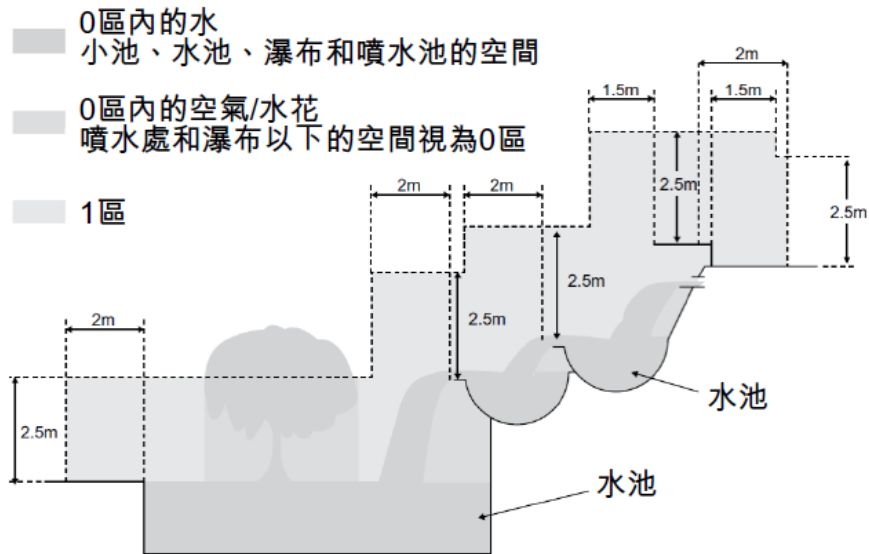 0區內的水
小池、水池、瀑布和噴水池的空間
0區內的空氣/水花
噴水處和瀑布以下的空間視為0區
1區
2m
1.5m
1.5m
2m
2m
2.5m
2.5m
2m
2.5m
2.5m
2.5m
水池
水池